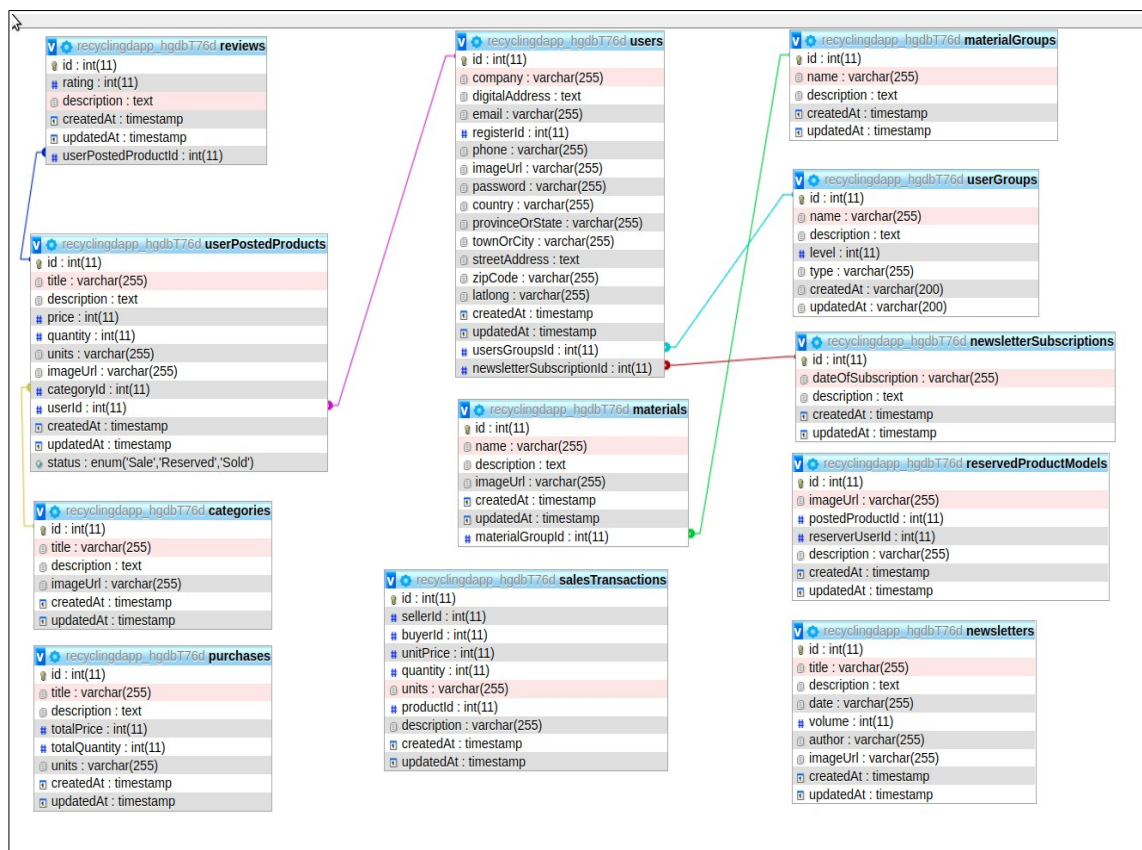 recyclingdapp_hgdbT76d reviews
id : int(11)
rating : int(11)
description : text
createdAt : timestamp
updatedAt : timestamp
userPostedProductId : int(11)
recyclingdapp_hgdbT76d userPostedProducts
id : int(11)
title : varchar(255)
description : text
price : int(11)
quantity : int(11)
units : varchar(255)
imageUrl : varchar(255)
categoryId : int(11)
userId : int(11)
createdAt : timestamp
updatedAt : timestamp
status : enum('Sale','Reserved','Sold')
recyclingdapp_hgdbT76d categories
id : int(11)
title : varchar(255)
description : text
imageUrl : varchar(255)
createdAt : timestamp
updatedAt : timestamp
recyclingdapp_hgdbT76d purchases
id : int(11)
title : varchar(255)
description : text
totalPrice : int(11)
totalQuantity : int(11)
units : varchar(255)
createdAt : timestamp
updatedAt : timestamp
recyclingdapp_hgdbT76d users
id : int(11)
company : varchar(255)
digitalAddress : text
email : varchar(255)
registerId : int(11)
phone : varchar(255)
imageUrl : varchar(255)
password : varchar(255)
country : varchar(255)
provinceOrState : varchar(255)
townOrCity : varchar(255)
streetAddress : text
zipCode : varchar(255)
latlong : varchar(255)
createdAt : timestamp
updatedAt : timestamp
usersGroupsId : int(11)
newsletterSubscriptionId : int(11)
recyclingdapp_hgdbT76d materials
id : int(11)
name : varchar(255)
description : text
imageUrl : varchar(255)
createdAt : timestamp
updatedAt : timestamp
materialGroupId : int(11)
recyclingdapp_hgdbT76d salesTransactions
id : int(11)
sellerId : int(11)
buyerId : int(11)
unitPrice : int(11)
quantity : int(11)
units : varchar(255)
productId : int(11)
description : varchar(255)
createdAt : timestamp
updatedAt : timestamp
recyclingdapp_hgdbT76d materialGroups
id : int(11)
name : varchar(255)
description : text
createdAt : timestamp
updatedAt : timestamp
recyclingdapp_hgdbT76d userGroups
id : int(11)
name : varchar(255)
description : text
level : int(11)
type : varchar(255)
createdAt : varchar(200)
updatedAt : varchar(200)
recyclingdapp_hgdbT76d newsletterSubscriptions
id : int(11)
dateOfSubscription : varchar(255)
description : text
createdAt : timestamp
updatedAt : timestamp
recyclingdapp_hgdbT76d reservedProductModels
id : int(11)
imageUrl : varchar(255)
postedProductId : int(11)
reserverUserId : int(11)
description : varchar(255)
createdAt : timestamp
updatedAt : timestamp
recyclingdapp_hgdbT76d newsletters
id : int(11)
title : varchar(255)
description : text
date : varchar(255)
volume : int(11)
author : varchar(255)
imageUrl : varchar(255)
createdAt : timestamp
updatedAt : timestamp